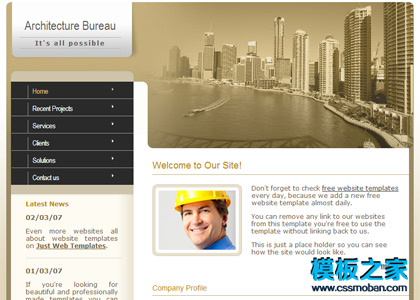 Architecture Bureau
It's all possible
Home
Recent Projects
Services
Clients
Solutions
Contact us
Latest News
02/03/07
Even more websites all
about website templates
on Just Web Templates.
01/03/07
If you're looking for
beautiful and professionally
made templates you can
Welcome to Our Site!
Don't forget to check free website templates
every day, because we add a new free
website template almost daily.
You can remove any link to our websites
from this template you're free to use the
template without linking back to us.
This is just a place holder so you can see
how the site would look like.
Company Profile
模板之家
www.cssmoban.com